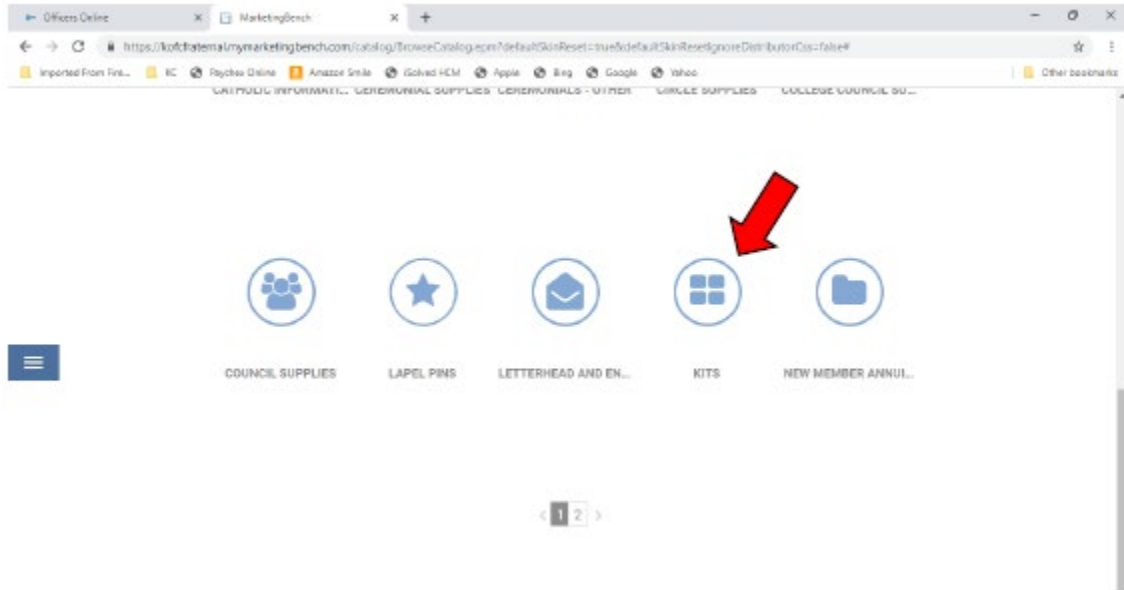 Officers Online
MarketingBench
https://kofcfraternal.mymarketingbench.com/catalog/BrowseCatalog.epm?defaultSkinReset=true&defaultSkinResetIgnoreDistributorCss=false#
Imported From Fire... KC Paychex Online Amazon Smile iSolved HCM Apple Bing Google Yahoo Other bookmarks
CATHOLIC INFORMATI... CEREMONIAL SUPPLIES CEREMONIALS - OTHER CIRCLE SUPPLIES COLLEGE COUNCIL SU...
COUNCIL SUPPLIES LAPEL PINS LETTERHEAD AND EN... KITS NEW MEMBER ANNUI...
< 1 2 >